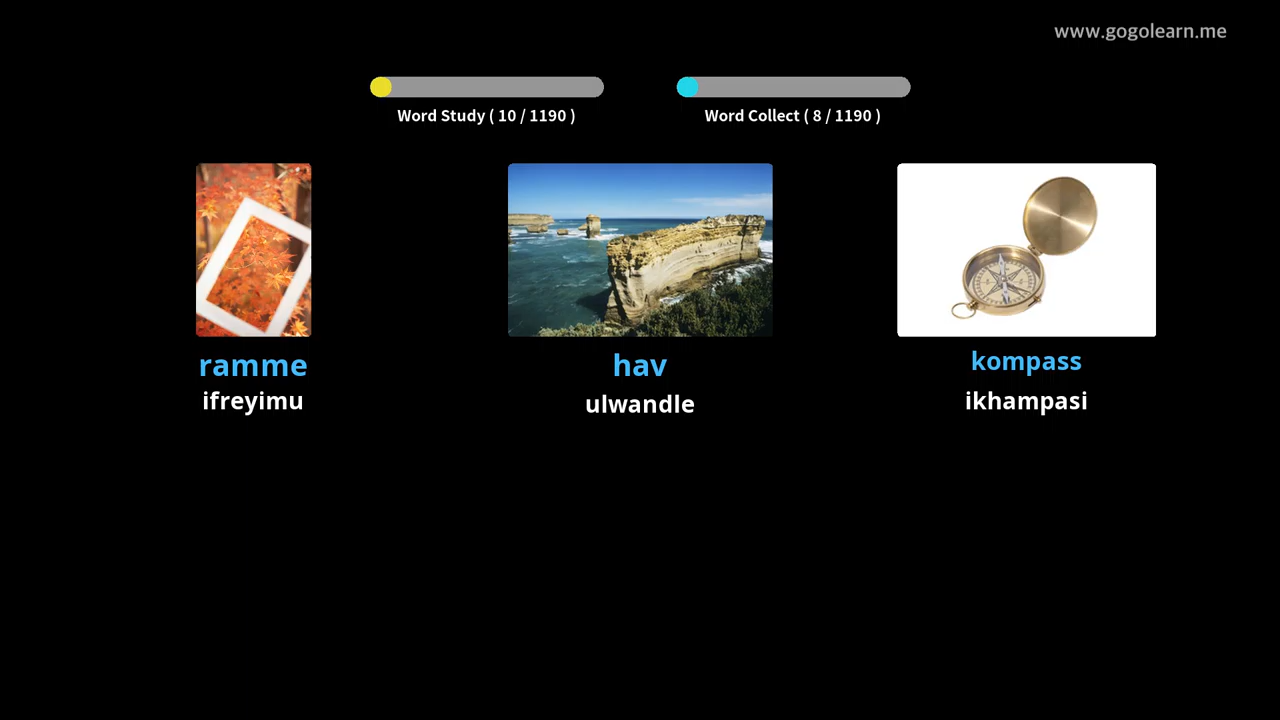 www.gogolearn.me
Word Study ( 10 / 1190 )
Word Collect ( 8 / 1190 )
ramme
hav
kompass
ifreyimu
ulwandle
ikhampasi